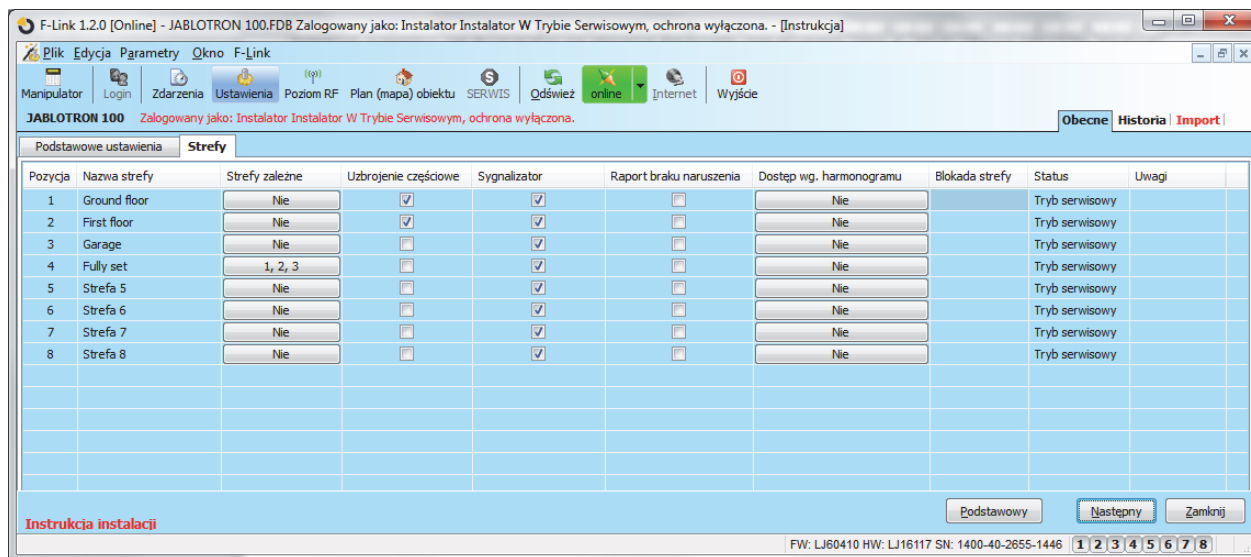 F-Link 1.2.0 [Online] - JABLOTRON 100.FDB Zalogowany jako: Instalator Instalator W Trybie Serwisowym, ochrona wyłączona. - [Instrukcja]
Plik Edycja Parametry Okno F-Link
Manipulator Login Zdarzenia Ustawienia Poziom RF Plan (mapa) obiektu SERWIS Odśwież online Internet Wyjście
JABLOTRON 100 Zalogowany jako: Instalator Instalator W Trybie Serwisowym, ochrona wyłączona. Obecne Historia Import
Podstawowe ustawienia Strefy
Pozycja Nazwa strefy Strefy zależne Uzbrojenie częściowe Sygnalizator Raport braku naruszenia Dostęp wg. harmonogramu Blokada strefy Status Uwagi
1 Ground floor Nie Nie Tryb serwisowy
2 First floor Nie Nie Tryb serwisowy
3 Garage Nie Nie Tryb serwisowy
4 Fully set 1, 2, 3 Nie Tryb serwisowy
5 Strefa 5 Nie Nie Tryb serwisowy
6 Strefa 6 Nie Nie Tryb serwisowy
7 Strefa 7 Nie Nie Tryb serwisowy
8 Strefa 8 Nie Nie Tryb serwisowy
Podstawowy Następny Zamknij
Instrukcja instalacji
FW: LJ60410 HW: LJ16117 SN: 1400-40-2655-1446 1 2 3 4 5 6 7 8